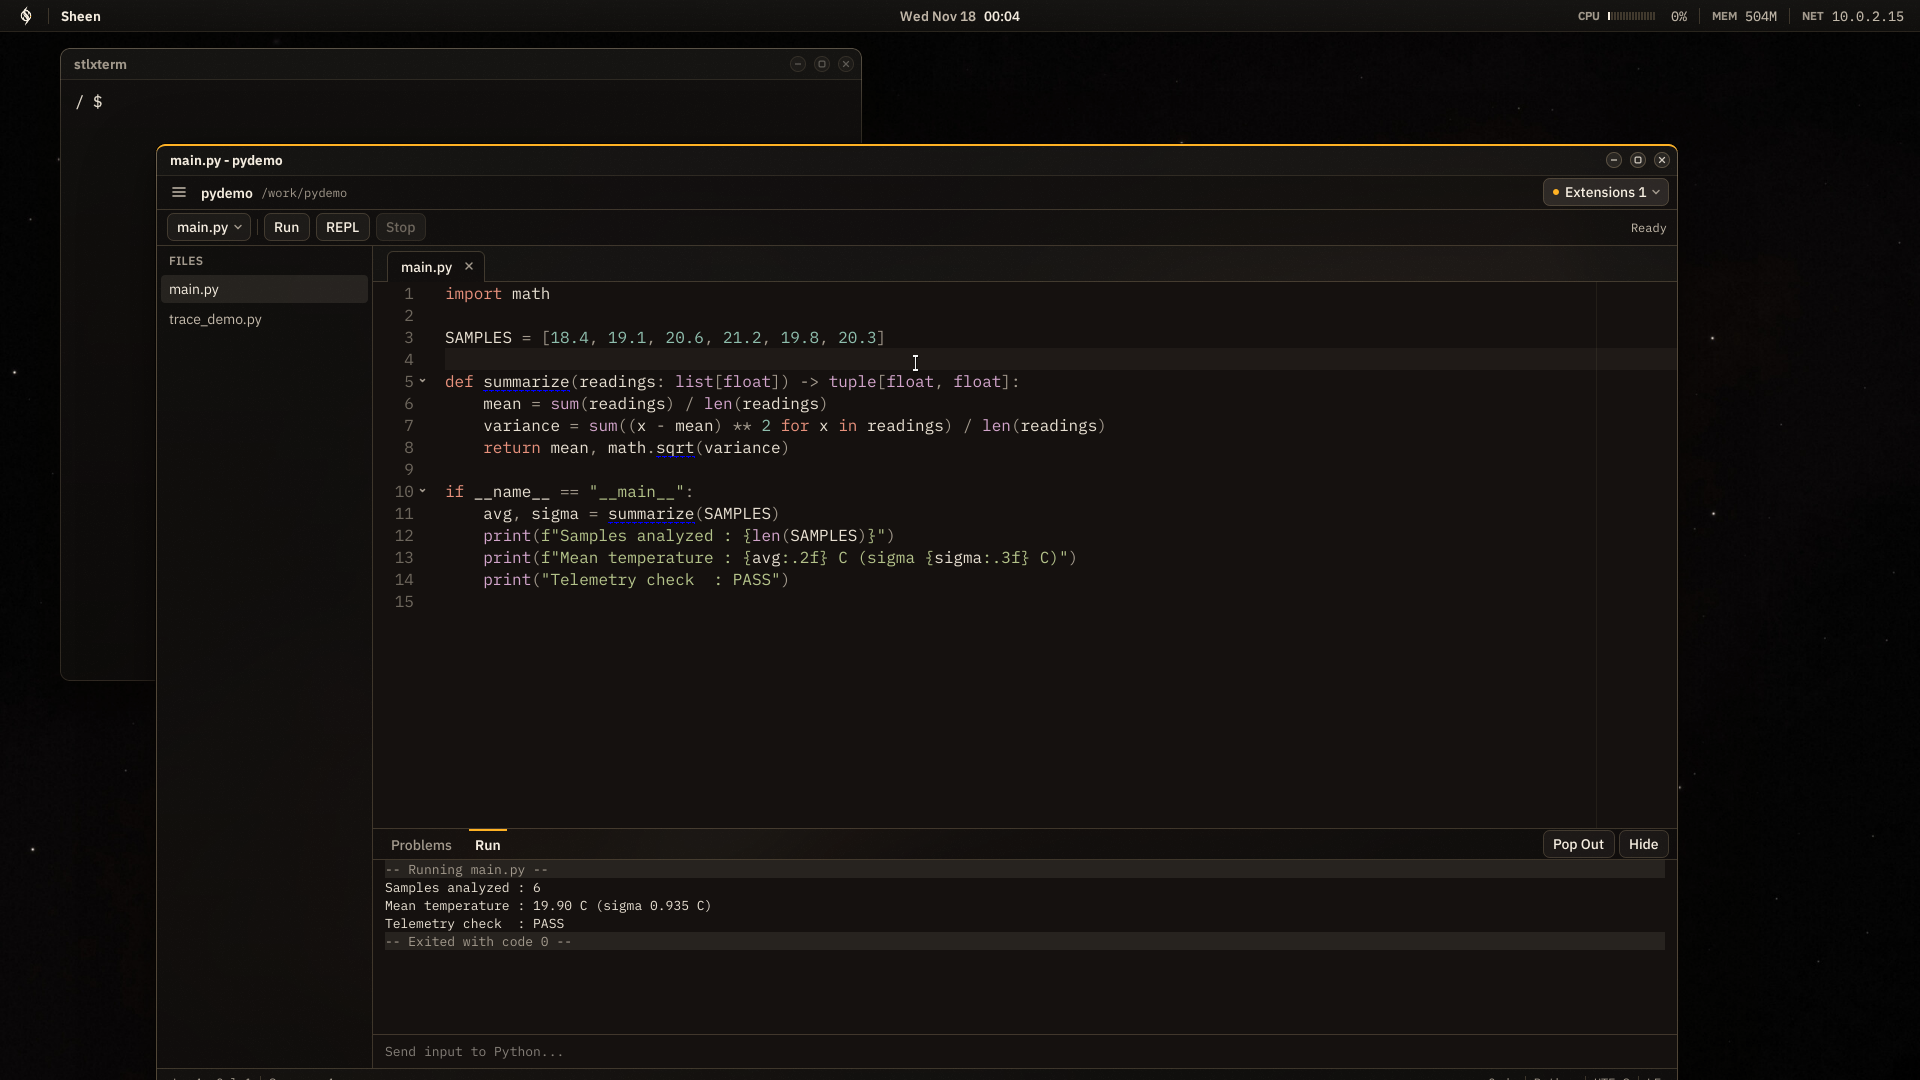 Sheen
Wed Nov 18 00:04
CPU 0% MEM 504M NET 10.0.2.15
stlxterm
/ $
main.py - pydemo
pydemo /work/pydemo
Extensions 1
main.py Run REPL Stop
Ready
FILES
main.py
trace_demo.py
main.py
1 import math
2
3 SAMPLES = [18.4, 19.1, 20.6, 21.2, 19.8, 20.3]
4
5 def summarize(readings: list[float]) -> tuple[float, float]:
6     mean = sum(readings) / len(readings)
7     variance = sum((x - mean) ** 2 for x in readings) / len(readings)
8     return mean, math.sqrt(variance)
9
10 if __name__ == "__main__":
11     avg, sigma = summarize(SAMPLES)
12     print(f"Samples analyzed : {len(SAMPLES)}")
13     print(f"Mean temperature : {avg:.2f} C (sigma {sigma:.3f} C)")
14     print("Telemetry check  : PASS")
15
Problems Run
Pop Out Hide
-- Running main.py --
Samples analyzed : 6
Mean temperature : 19.90 C (sigma 0.935 C)
Telemetry check  : PASS
-- Exited with code 0 --
Send input to Python...